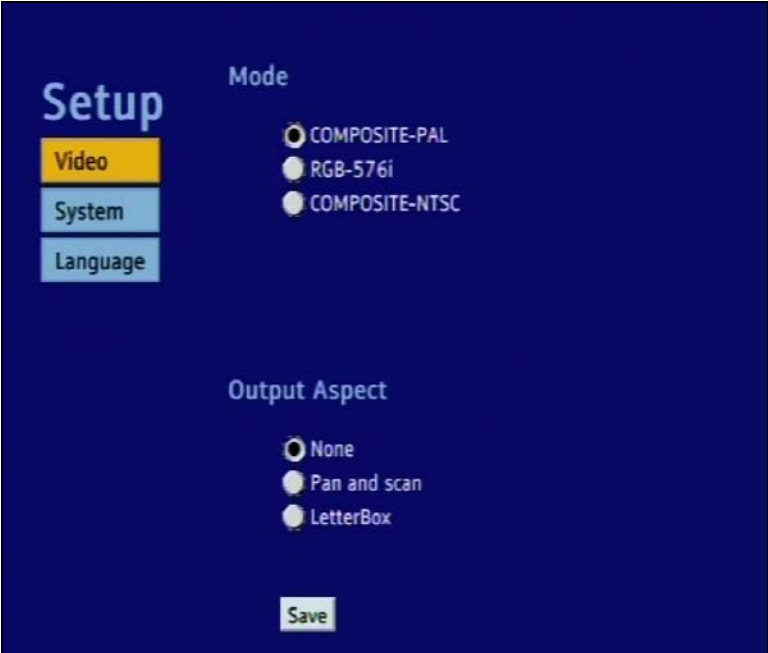 Setup
Video
System
Language
Mode
COMPOSITE-PAL
RGB-576i
COMPOSITE-NTSC
Output Aspect
None
Pan and scan
LetterBox
Save